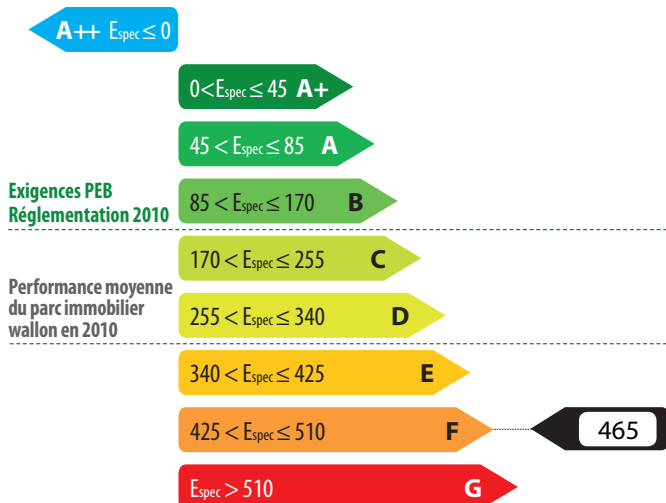 A++ Espec ≤ 0
0<Espec ≤ 45 A+
45 < Espec ≤ 85 A
Exigences PEB
Réglementation 2010
85 < Espec ≤ 170 B
170 < Espec ≤ 255 C
Performance moyenne
du parc immobilier
wallon en 2010
255 < Espec ≤ 340 D
340 < Espec ≤ 425 E
425 < Espec ≤ 510 F
465
Espec > 510 G